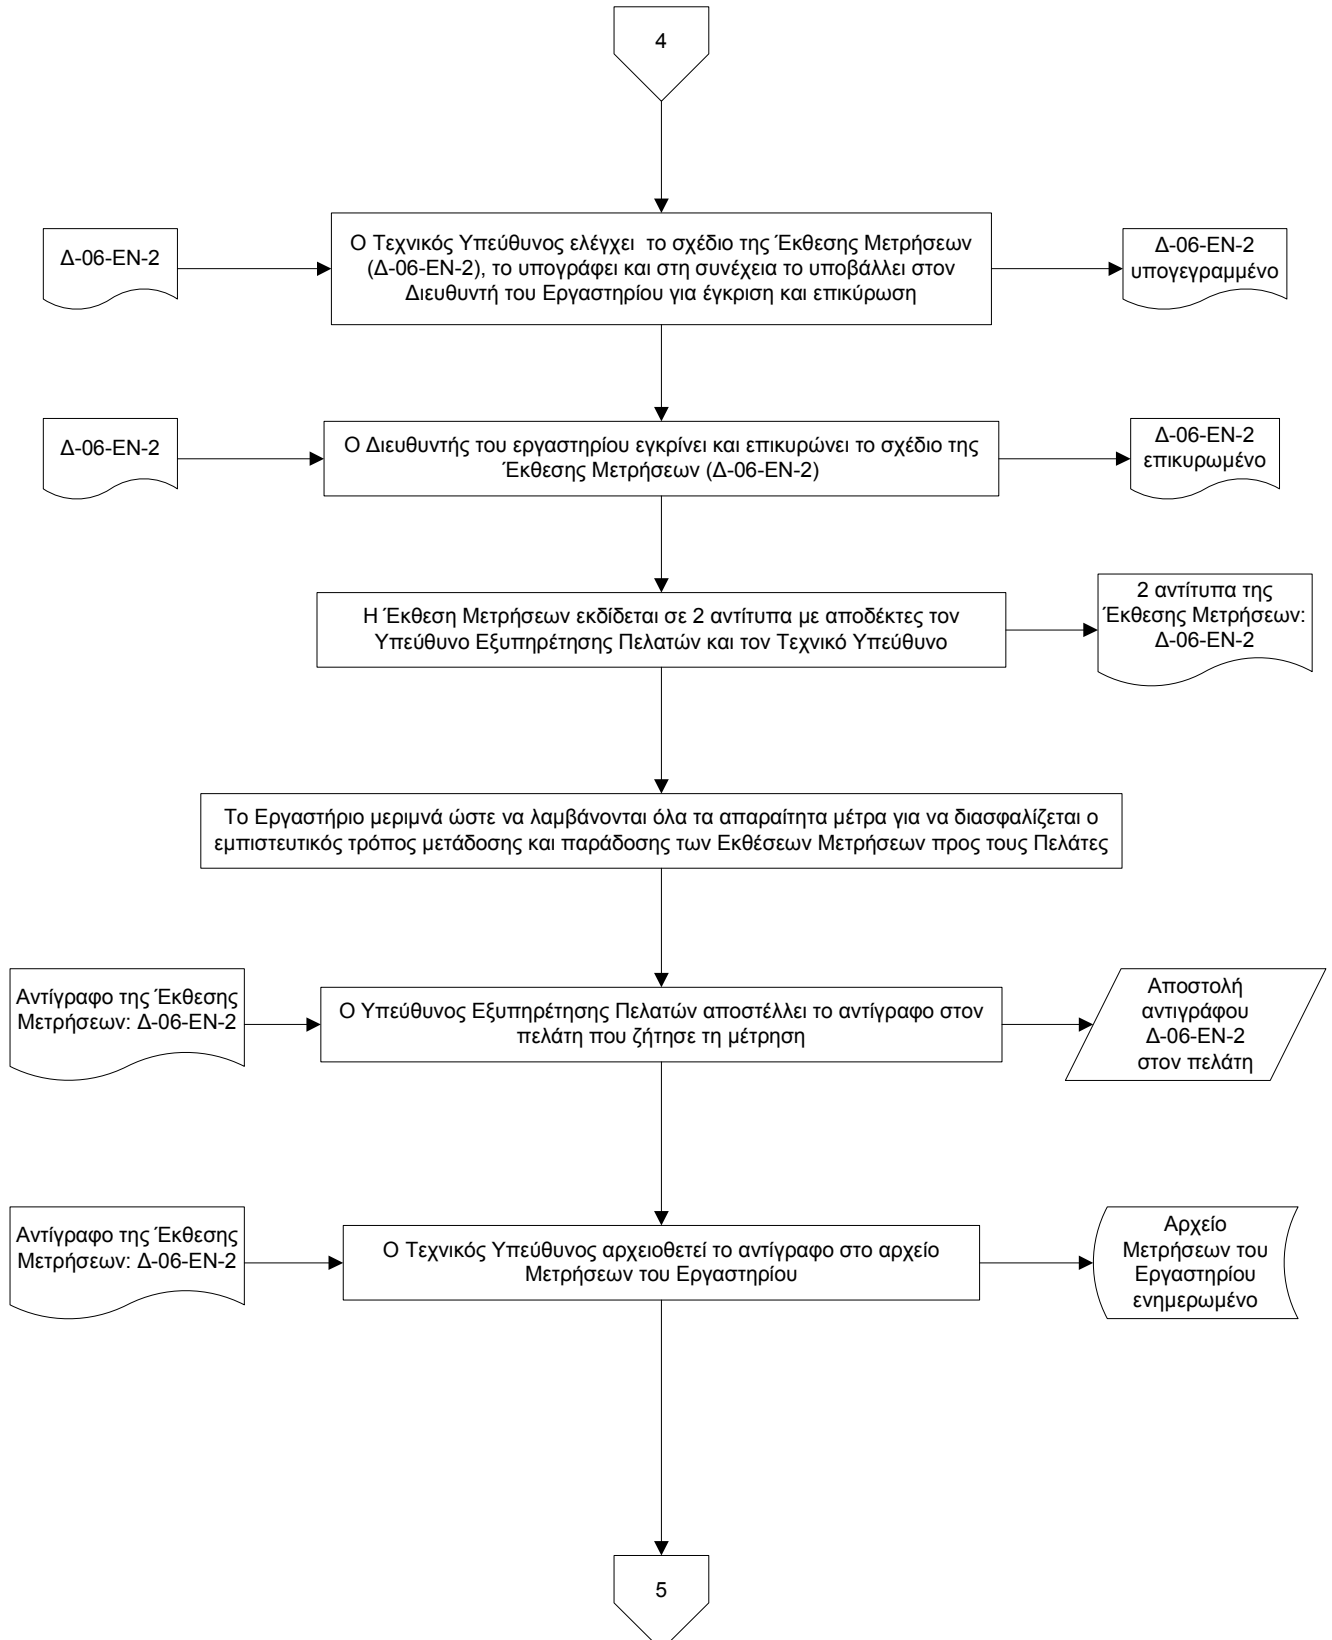 4
Δ-06-ΕΝ-2
Ο Τεχνικός Υπεύθυνος ελέγχει  το σχέδιο της Έκθεσης Μετρήσεων
(Δ-06-ΕΝ-2), το υπογράφει και στη συνέχεια το υποβάλλει στον
Διευθυντή του Εργαστηρίου για έγκριση και επικύρωση
Δ-06-ΕΝ-2
υπογεγραμμένο
Δ-06-ΕΝ-2
Ο Διευθυντής του εργαστηρίου εγκρίνει και επικυρώνει το σχέδιο της
Έκθεσης Μετρήσεων (Δ-06-ΕΝ-2)
Δ-06-ΕΝ-2
επικυρωμένο
Η Έκθεση Μετρήσεων εκδίδεται σε 2 αντίτυπα με αποδέκτες τον
Υπεύθυνο Εξυπηρέτησης Πελατών και τον Τεχνικό Υπεύθυνο
2 αντίτυπα της
Έκθεσης Μετρήσεων:
Δ-06-ΕΝ-2
Το Εργαστήριο μεριμνά ώστε να λαμβάνονται όλα τα απαραίτητα μέτρα για να διασφαλίζεται ο
εμπιστευτικός τρόπος μετάδοσης και παράδοσης των Εκθέσεων Μετρήσεων προς τους Πελάτες
Αντίγραφο της Έκθεσης
Μετρήσεων: Δ-06-ΕΝ-2
Ο Υπεύθυνος Εξυπηρέτησης Πελατών αποστέλλει το αντίγραφο στον
πελάτη που ζήτησε τη μέτρηση
Αποστολή
αντιγράφου
Δ-06-ΕΝ-2
στον πελάτη
Αντίγραφο της Έκθεσης
Μετρήσεων: Δ-06-ΕΝ-2
Ο Τεχνικός Υπεύθυνος αρχειοθετεί το αντίγραφο στο αρχείο
Μετρήσεων του Εργαστηρίου
Αρχείο
Μετρήσεων του
Εργαστηρίου
ενημερωμένο
5